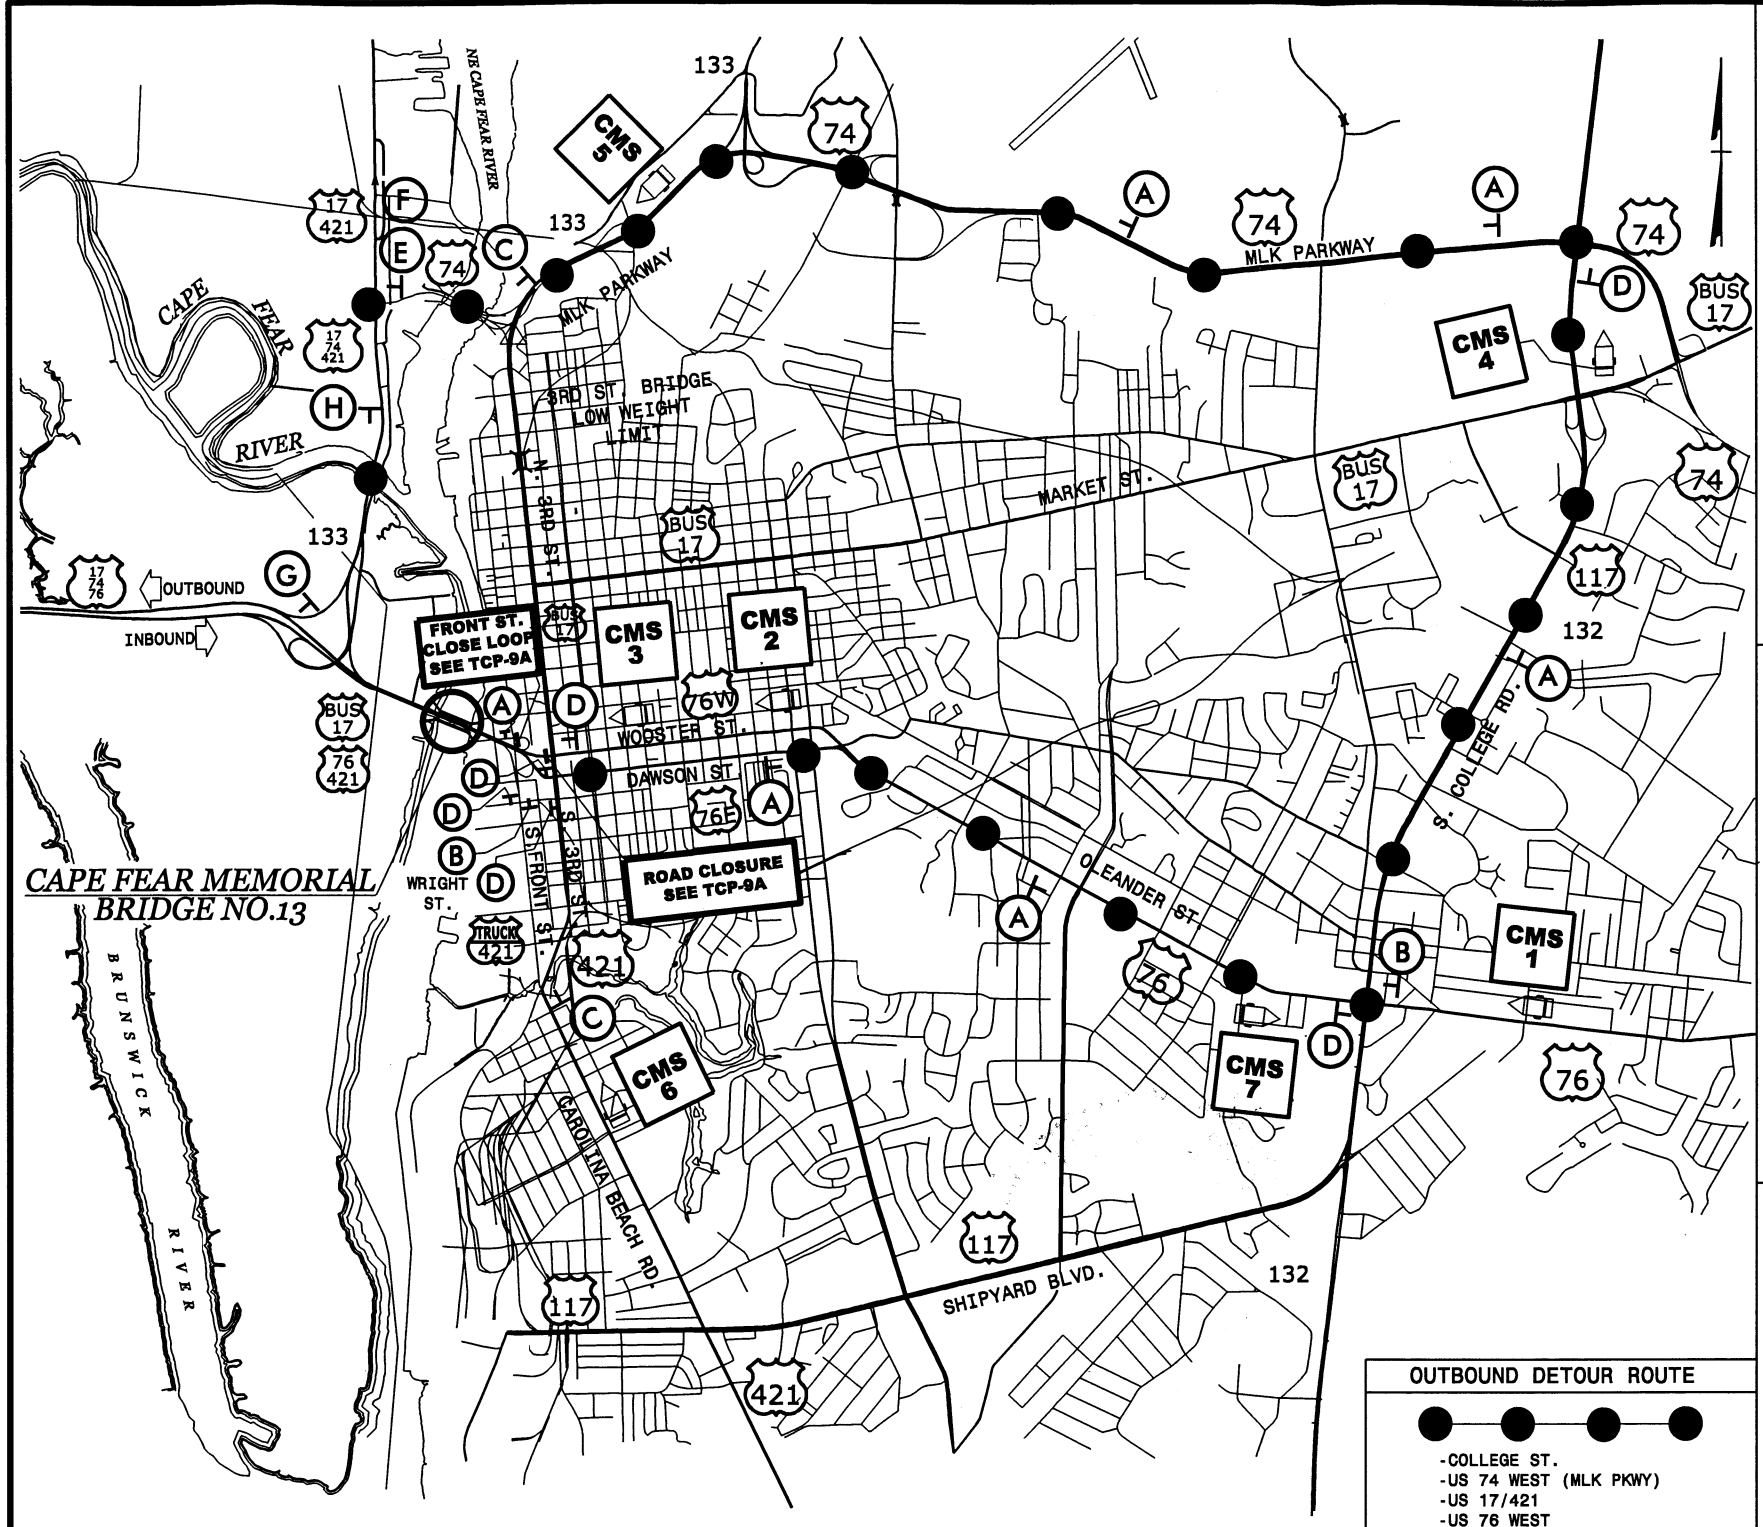 NE CAPE FEAR RIVER
133
CMS
5
74
F
17
421
E
74
C
133
A
A
74
74
MLK PARKWAY
MLK PARKWAY
D
BUS
17
CAPE
FEAR
RIVER
17
74
421
H
CMS
4
3RD ST. BRIDGE
LOW WEIGHT
LIMIT
N. 3RD ST.
MARKET ST.
BUS
17
74
BUS
17
133
17
74
76
OUTBOUND
INBOUND
G
117
132
FRONT ST.
CLOSE LOOP
SEE TCP-9A
BUS
17
CMS
3
CMS
2
A
BUS
17
76
421
A
D
76W
WOOSTER ST.
DAWSON ST.
76E
A
D
D
B
D
WRIGHT
ST.
S. COLLEGE RD.
S. FRONT ST.
S. 3RD ST.
ROAD CLOSURE
SEE TCP-9A
OLEANDER ST.
A
76
CAPE FEAR MEMORIAL
BRIDGE NO.13
TRUCK
421
421
C
B
CMS
1
D
CMS
7
76
CMS
6
BRUNSWICK
RIVER
CAROLINA BEACH RD.
117
117
SHIPYARD BLVD.
132
421
OUTBOUND DETOUR ROUTE
-COLLEGE ST.
-US 74 WEST (MLK PKWY)
-US 17/421
-US 76 WEST